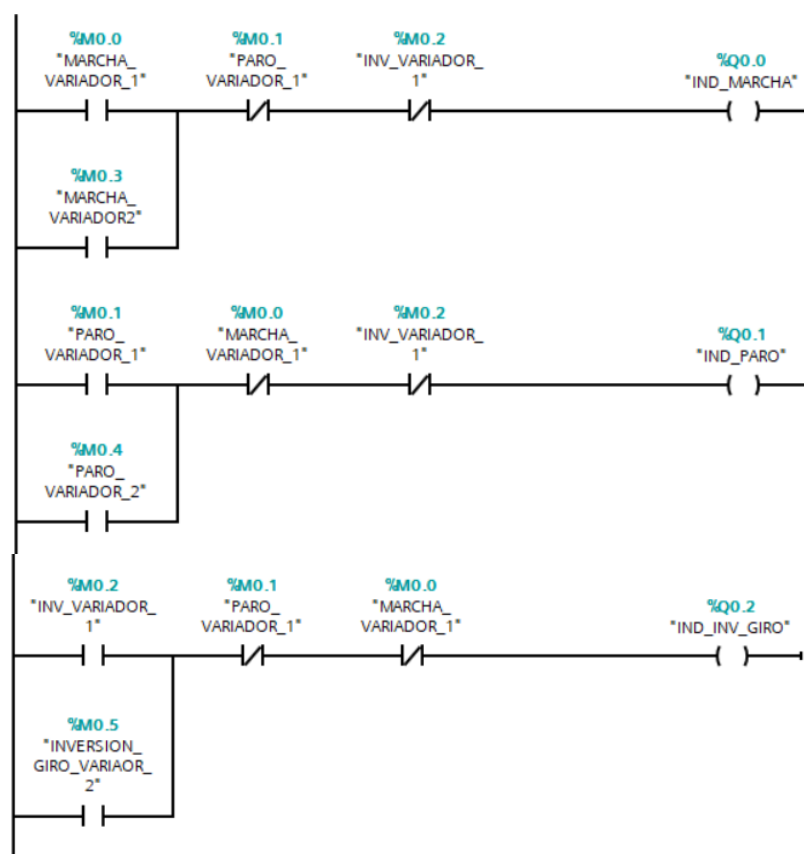 %M0.0
"MARCHA_
VARIADOR_1"
%M0.1
"PARO_
VARIADOR_1"
%M0.2
"INV_VARIADOR_
1"
%Q0.0
"IND_MARCHA"
%M0.3
"MARCHA_
VARIADOR2"
%M0.1
"PARO_
VARIADOR_1"
%M0.0
"MARCHA_
VARIADOR_1"
%M0.2
"INV_VARIADOR_
1"
%Q0.1
"IND_PARO"
%M0.4
"PARO_
VARIADOR_2"
%M0.2
"INV_VARIADOR_
1"
%M0.1
"PARO_
VARIADOR_1"
%M0.0
"MARCHA_
VARIADOR_1"
%Q0.2
"IND_INV_GIRO"
%M0.5
"INVERSION_
GIRO_VARIAOR_
2"